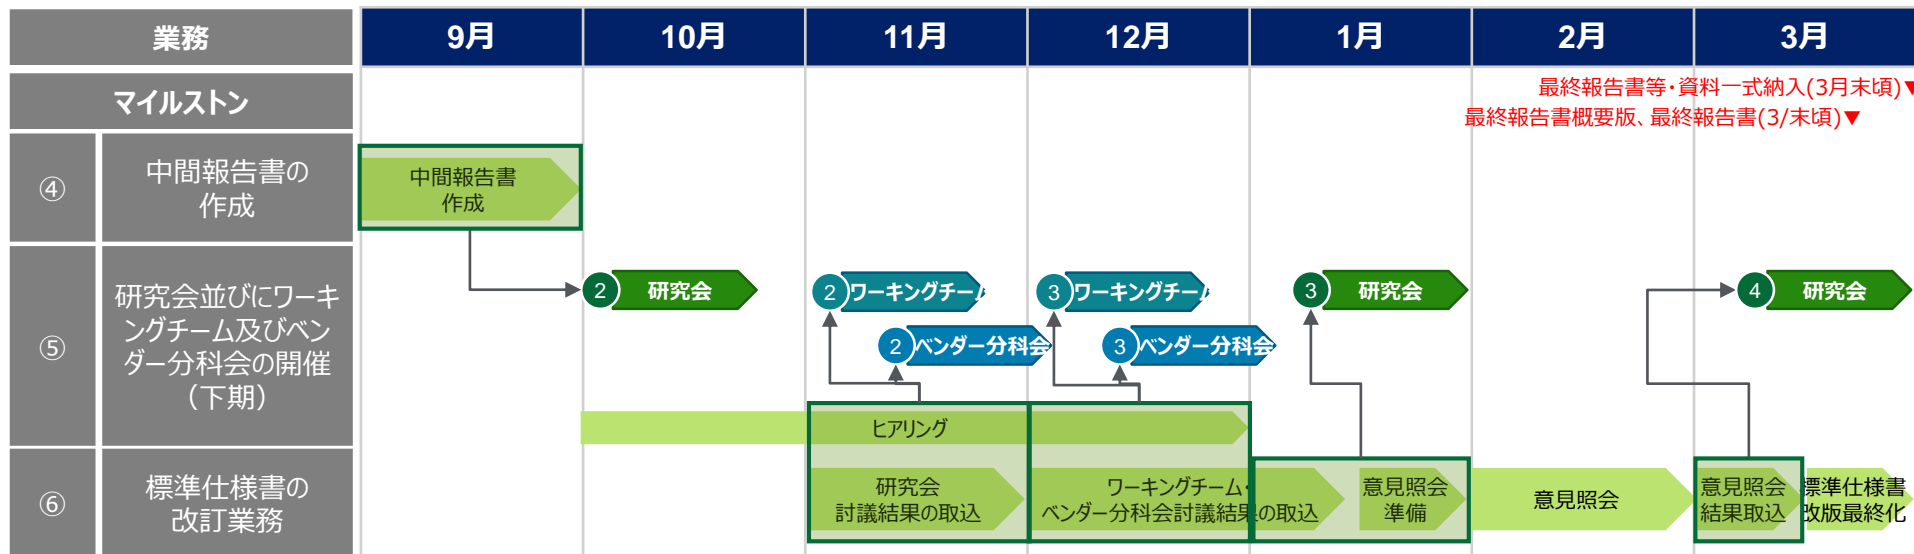 業務
9月
10月
11月
12月
1月
2月
3月
マイルストン
最終報告書等・資料一式納入(3月末頃)▼
最終報告書概要版、最終報告書(3/末頃)▼
④
中間報告書の
作成
中間報告書
作成
⑤
研究会並びにワーキ
ングチーム及びベン
ダー分科会の開催
（下期）
2 研究会
2 ワーキングチーム
3 ワーキングチーム
3 研究会
4 研究会
2 ベンダー分科会
3 ベンダー分科会
ヒアリング
⑥
標準仕様書の
改訂業務
研究会
討議結果の取込
ワーキングチーム・
ベンダー分科会討議結果の取込
意見照会
準備
意見照会
意見照会
結果取込
標準仕様書
改版最終化